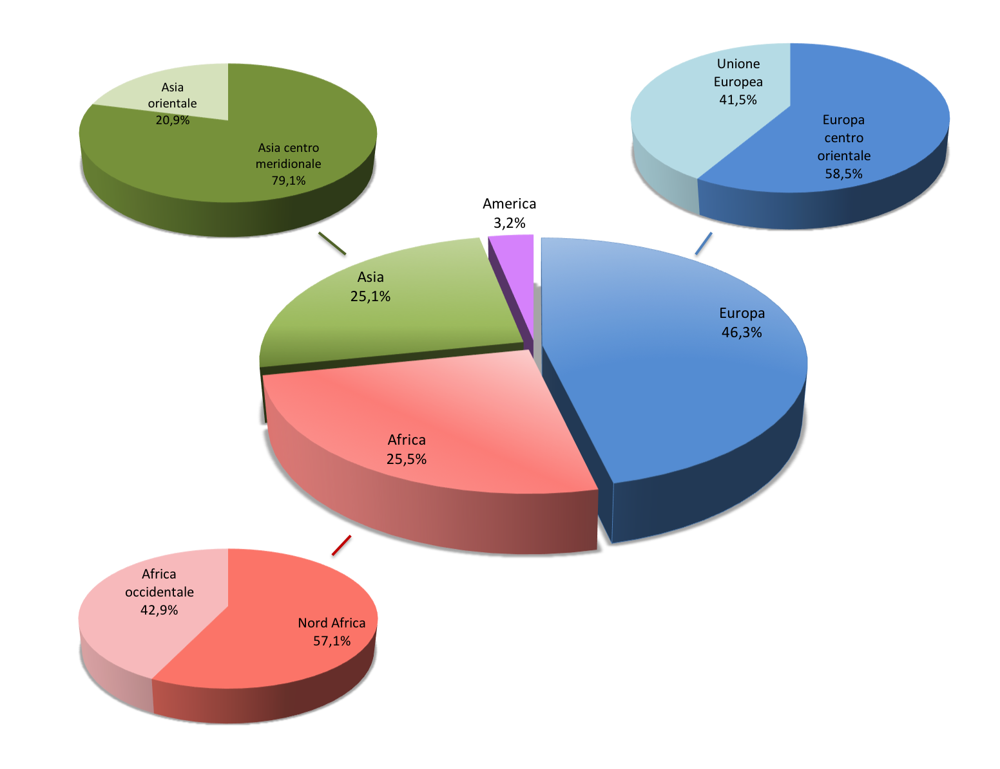 Asia
orientale
20,9%
Asia centro
meridionale
79,1%
Unione
Europea
41,5%
Europa
centro
orientale
58,5%
America
3,2%
Asia
25,1%
Europa
46,3%
Africa
25,5%
Africa
occidentale
42,9%
Nord Africa
57,1%